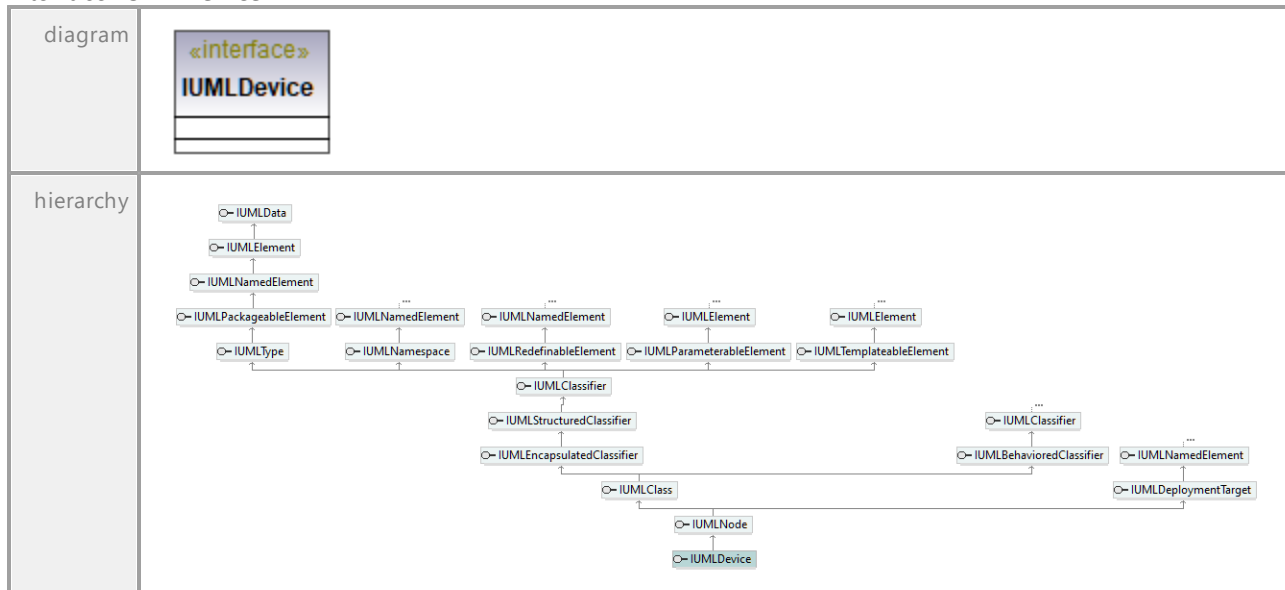 diagram
«interface»
IUMLDevice
hierarchy
IUMLData
IUMLElement
IUMLNamedElement
... ... ... ...
IUMLPackageableElement IUMLNamedElement IUMLNamedElement IUMLElement IUMLElement
IUMLType IUMLNamespace IUMLRedefinableElement IUMLParameterableElement IUMLTemplateableElement
IUMLClassifier
...
IUMLStructuredClassifier IUMLClassifier
...
IUMLEncapsulatedClassifier IUMLBehavioredClassifier IUMLNamedElement
IUMLClass IUMLDeploymentTarget
IUMLNode
IUMLDevice